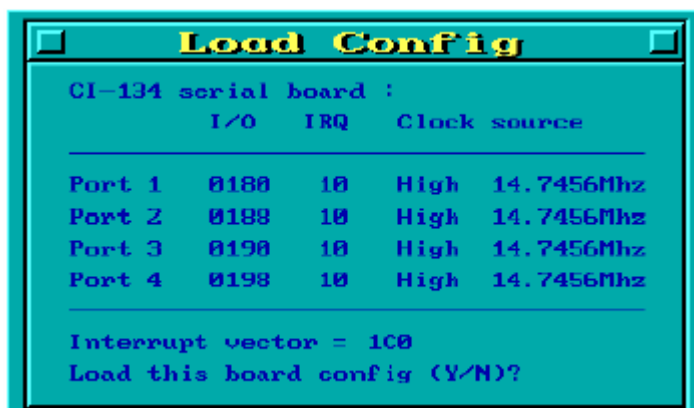 Load Config
CI-134 serial board :
I/O IRQ Clock source
Port 1 0180 10 High 14.7456Mhz
Port 2 0188 10 High 14.7456Mhz
Port 3 0190 10 High 14.7456Mhz
Port 4 0198 10 High 14.7456Mhz
Interrupt vector = 1C0
Load this board config (Y/N)?